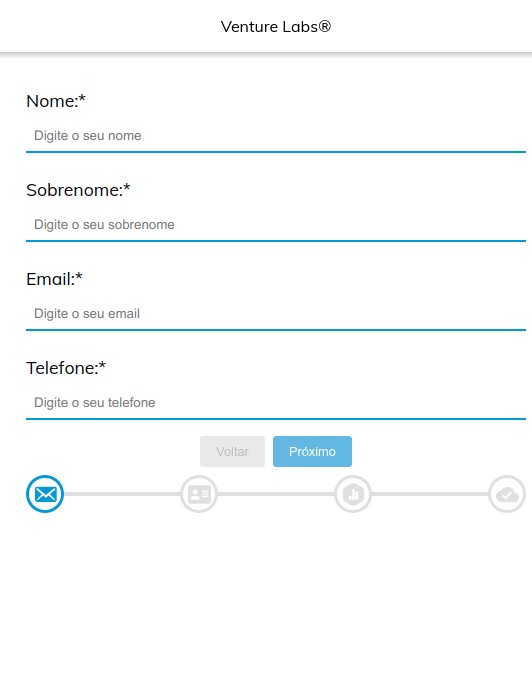 Venture Labs®
Nome:*
Digite o seu nome
Sobrenome:*
Digite o seu sobrenome
Email:*
Digite o seu email
Telefone:*
Digite o seu telefone
Voltar Próximo